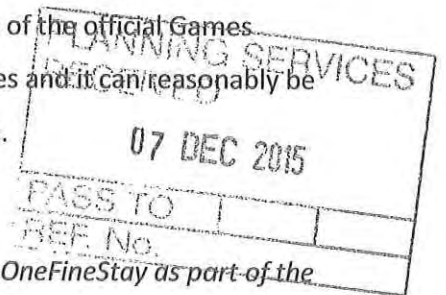 of the official Games
PLANNING SERVICES
es and it can reasonably be
RECEIVED
.
07 DEC 2015
PASS TO
REF. No.
OneFineStay as part of the